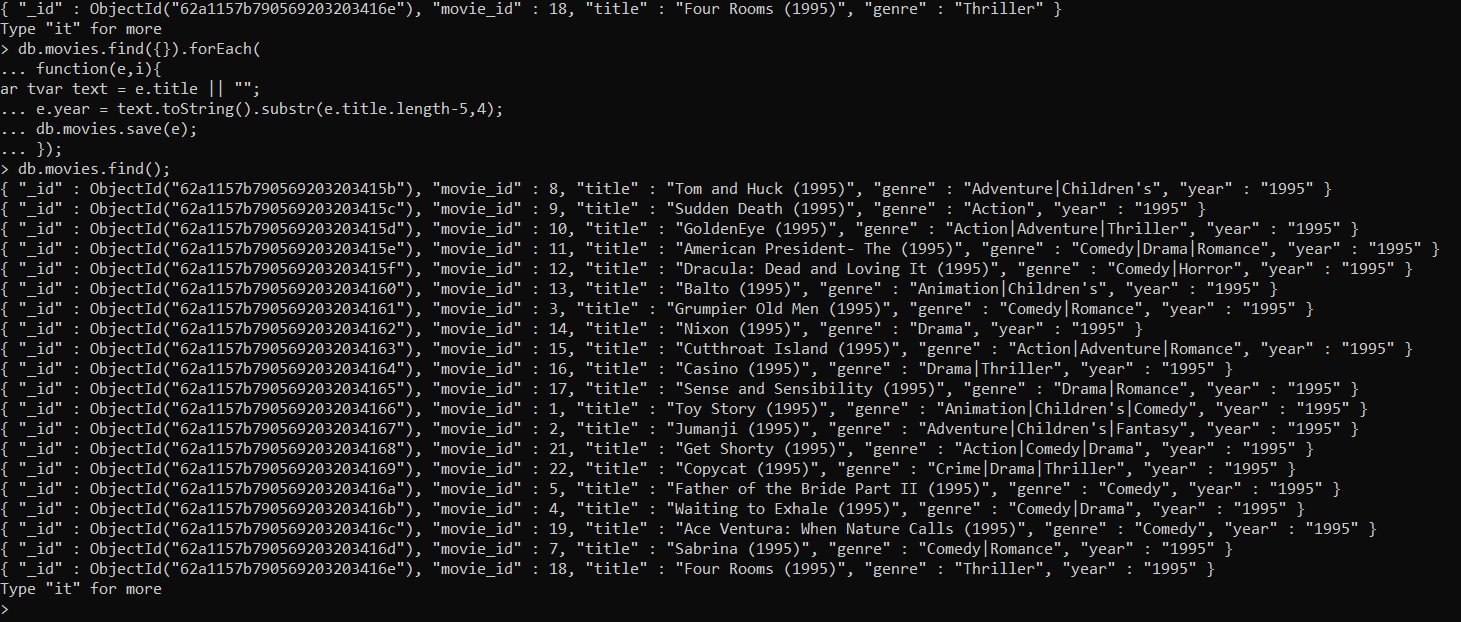 { "_id" : ObjectId("62a1157b790569203203416e"), "movie_id" : 18, "title" : "Four Rooms (1995)", "genre" : "Thriller" }
Type "it" for more
> db.movies.find({}).forEach(
... function(e,i){
ar tvar text = e.title || "";
... e.year = text.toString().substr(e.title.length-5,4);
... db.movies.save(e);
... });
> db.movies.find();
{ "_id" : ObjectId("62a1157b790569203203415b"), "movie_id" : 8, "title" : "Tom and Huck (1995)", "genre" : "Adventure|Children's", "year" : "1995" }
{ "_id" : ObjectId("62a1157b790569203203415c"), "movie_id" : 9, "title" : "Sudden Death (1995)", "genre" : "Action", "year" : "1995" }
{ "_id" : ObjectId("62a1157b790569203203415d"), "movie_id" : 10, "title" : "GoldenEye (1995)", "genre" : "Action|Adventure|Thriller", "year" : "1995" }
{ "_id" : ObjectId("62a1157b790569203203415e"), "movie_id" : 11, "title" : "American President- The (1995)", "genre" : "Comedy|Drama|Romance", "year" : "1995" }
{ "_id" : ObjectId("62a1157b790569203203415f"), "movie_id" : 12, "title" : "Dracula: Dead and Loving It (1995)", "genre" : "Comedy|Horror", "year" : "1995" }
{ "_id" : ObjectId("62a1157b7905692032034160"), "movie_id" : 13, "title" : "Balto (1995)", "genre" : "Animation|Children's", "year" : "1995" }
{ "_id" : ObjectId("62a1157b7905692032034161"), "movie_id" : 3, "title" : "Grumpier Old Men (1995)", "genre" : "Comedy|Romance", "year" : "1995" }
{ "_id" : ObjectId("62a1157b7905692032034162"), "movie_id" : 14, "title" : "Nixon (1995)", "genre" : "Drama", "year" : "1995" }
{ "_id" : ObjectId("62a1157b7905692032034163"), "movie_id" : 15, "title" : "Cutthroat Island (1995)", "genre" : "Action|Adventure|Romance", "year" : "1995" }
{ "_id" : ObjectId("62a1157b7905692032034164"), "movie_id" : 16, "title" : "Casino (1995)", "genre" : "Drama|Thriller", "year" : "1995" }
{ "_id" : ObjectId("62a1157b7905692032034165"), "movie_id" : 17, "title" : "Sense and Sensibility (1995)", "genre" : "Drama|Romance", "year" : "1995" }
{ "_id" : ObjectId("62a1157b7905692032034166"), "movie_id" : 1, "title" : "Toy Story (1995)", "genre" : "Animation|Children's|Comedy", "year" : "1995" }
{ "_id" : ObjectId("62a1157b7905692032034167"), "movie_id" : 2, "title" : "Jumanji (1995)", "genre" : "Adventure|Children's|Fantasy", "year" : "1995" }
{ "_id" : ObjectId("62a1157b7905692032034168"), "movie_id" : 21, "title" : "Get Shorty (1995)", "genre" : "Action|Comedy|Drama", "year" : "1995" }
{ "_id" : ObjectId("62a1157b7905692032034169"), "movie_id" : 22, "title" : "Copycat (1995)", "genre" : "Crime|Drama|Thriller", "year" : "1995" }
{ "_id" : ObjectId("62a1157b790569203203416a"), "movie_id" : 5, "title" : "Father of the Bride Part II (1995)", "genre" : "Comedy", "year" : "1995" }
{ "_id" : ObjectId("62a1157b790569203203416b"), "movie_id" : 4, "title" : "Waiting to Exhale (1995)", "genre" : "Comedy|Drama", "year" : "1995" }
{ "_id" : ObjectId("62a1157b790569203203416c"), "movie_id" : 19, "title" : "Ace Ventura: When Nature Calls (1995)", "genre" : "Comedy", "year" : "1995" }
{ "_id" : ObjectId("62a1157b790569203203416d"), "movie_id" : 7, "title" : "Sabrina (1995)", "genre" : "Comedy|Romance", "year" : "1995" }
{ "_id" : ObjectId("62a1157b790569203203416e"), "movie_id" : 18, "title" : "Four Rooms (1995)", "genre" : "Thriller", "year" : "1995" }
Type "it" for more
>